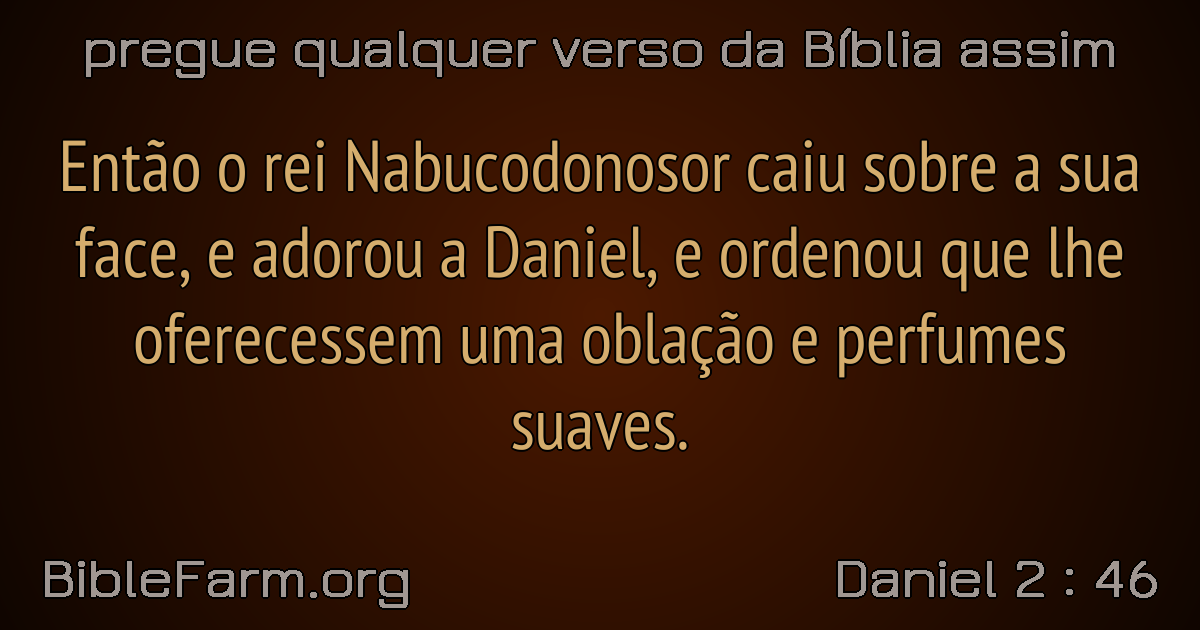 pregue qualquer verso da Bíblia assim
Então o rei Nabucodonosor caiu sobre a sua
face, e adorou a Daniel, e ordenou que lhe
oferecessem uma oblação e perfumes
suaves.
BibleFarm.org
Daniel 2 : 46